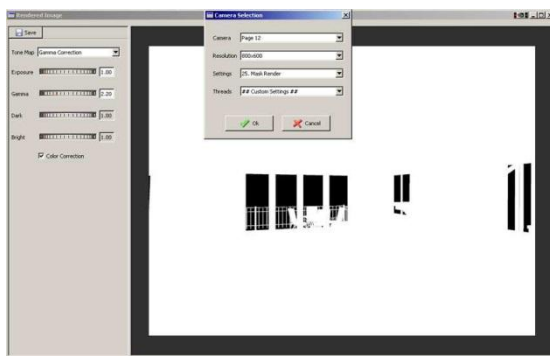 Rendered Image
Save
Tone Map Gamma Correction
Exposure 1.00
Gamma 2.20
Dark 1.00
Bright 1.00
Color Correction
Camera Selection
Camera Page 12
Resolution 800x600
Settings 25. Mask Render
Threads ## Custom Settings ##
Ok Cancel